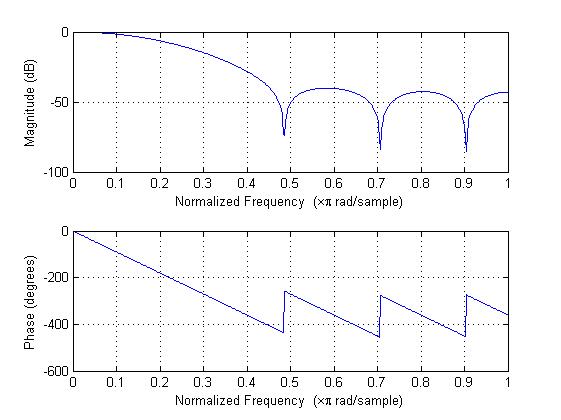 0
-50
-100
Magnitude (dB)
0 0.1 0.2 0.3 0.4 0.5 0.6 0.7 0.8 0.9 1
Normalized Frequency (×π rad/sample)
0
-200
-400
-600
Phase (degrees)
0 0.1 0.2 0.3 0.4 0.5 0.6 0.7 0.8 0.9 1
Normalized Frequency (×π rad/sample)